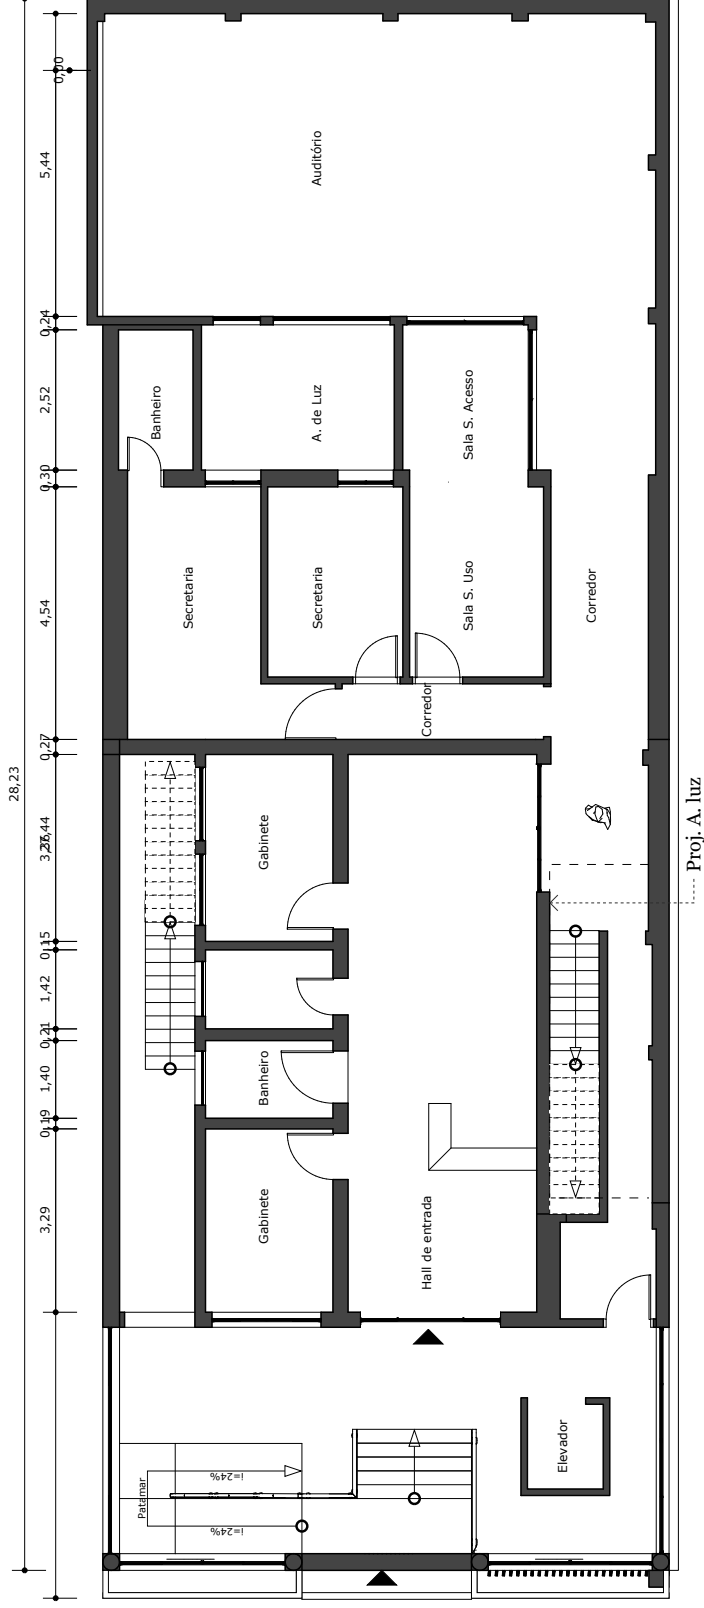 0,00
5,44
Auditório
0,24
2,52
Banheiro
A. de Luz
Sala S. Acesso
0,30
4,54
Secretaria
Secretaria
Sala S. Uso
Corredor
Corredor
0,27
28,23
Gabinete
Proj. A. luz
0,15
1,42
0,21
1,40
Banheiro
0,19
3,29
Gabinete
Hall de entrada
Elevador
Patamar
i=24%
i=24%